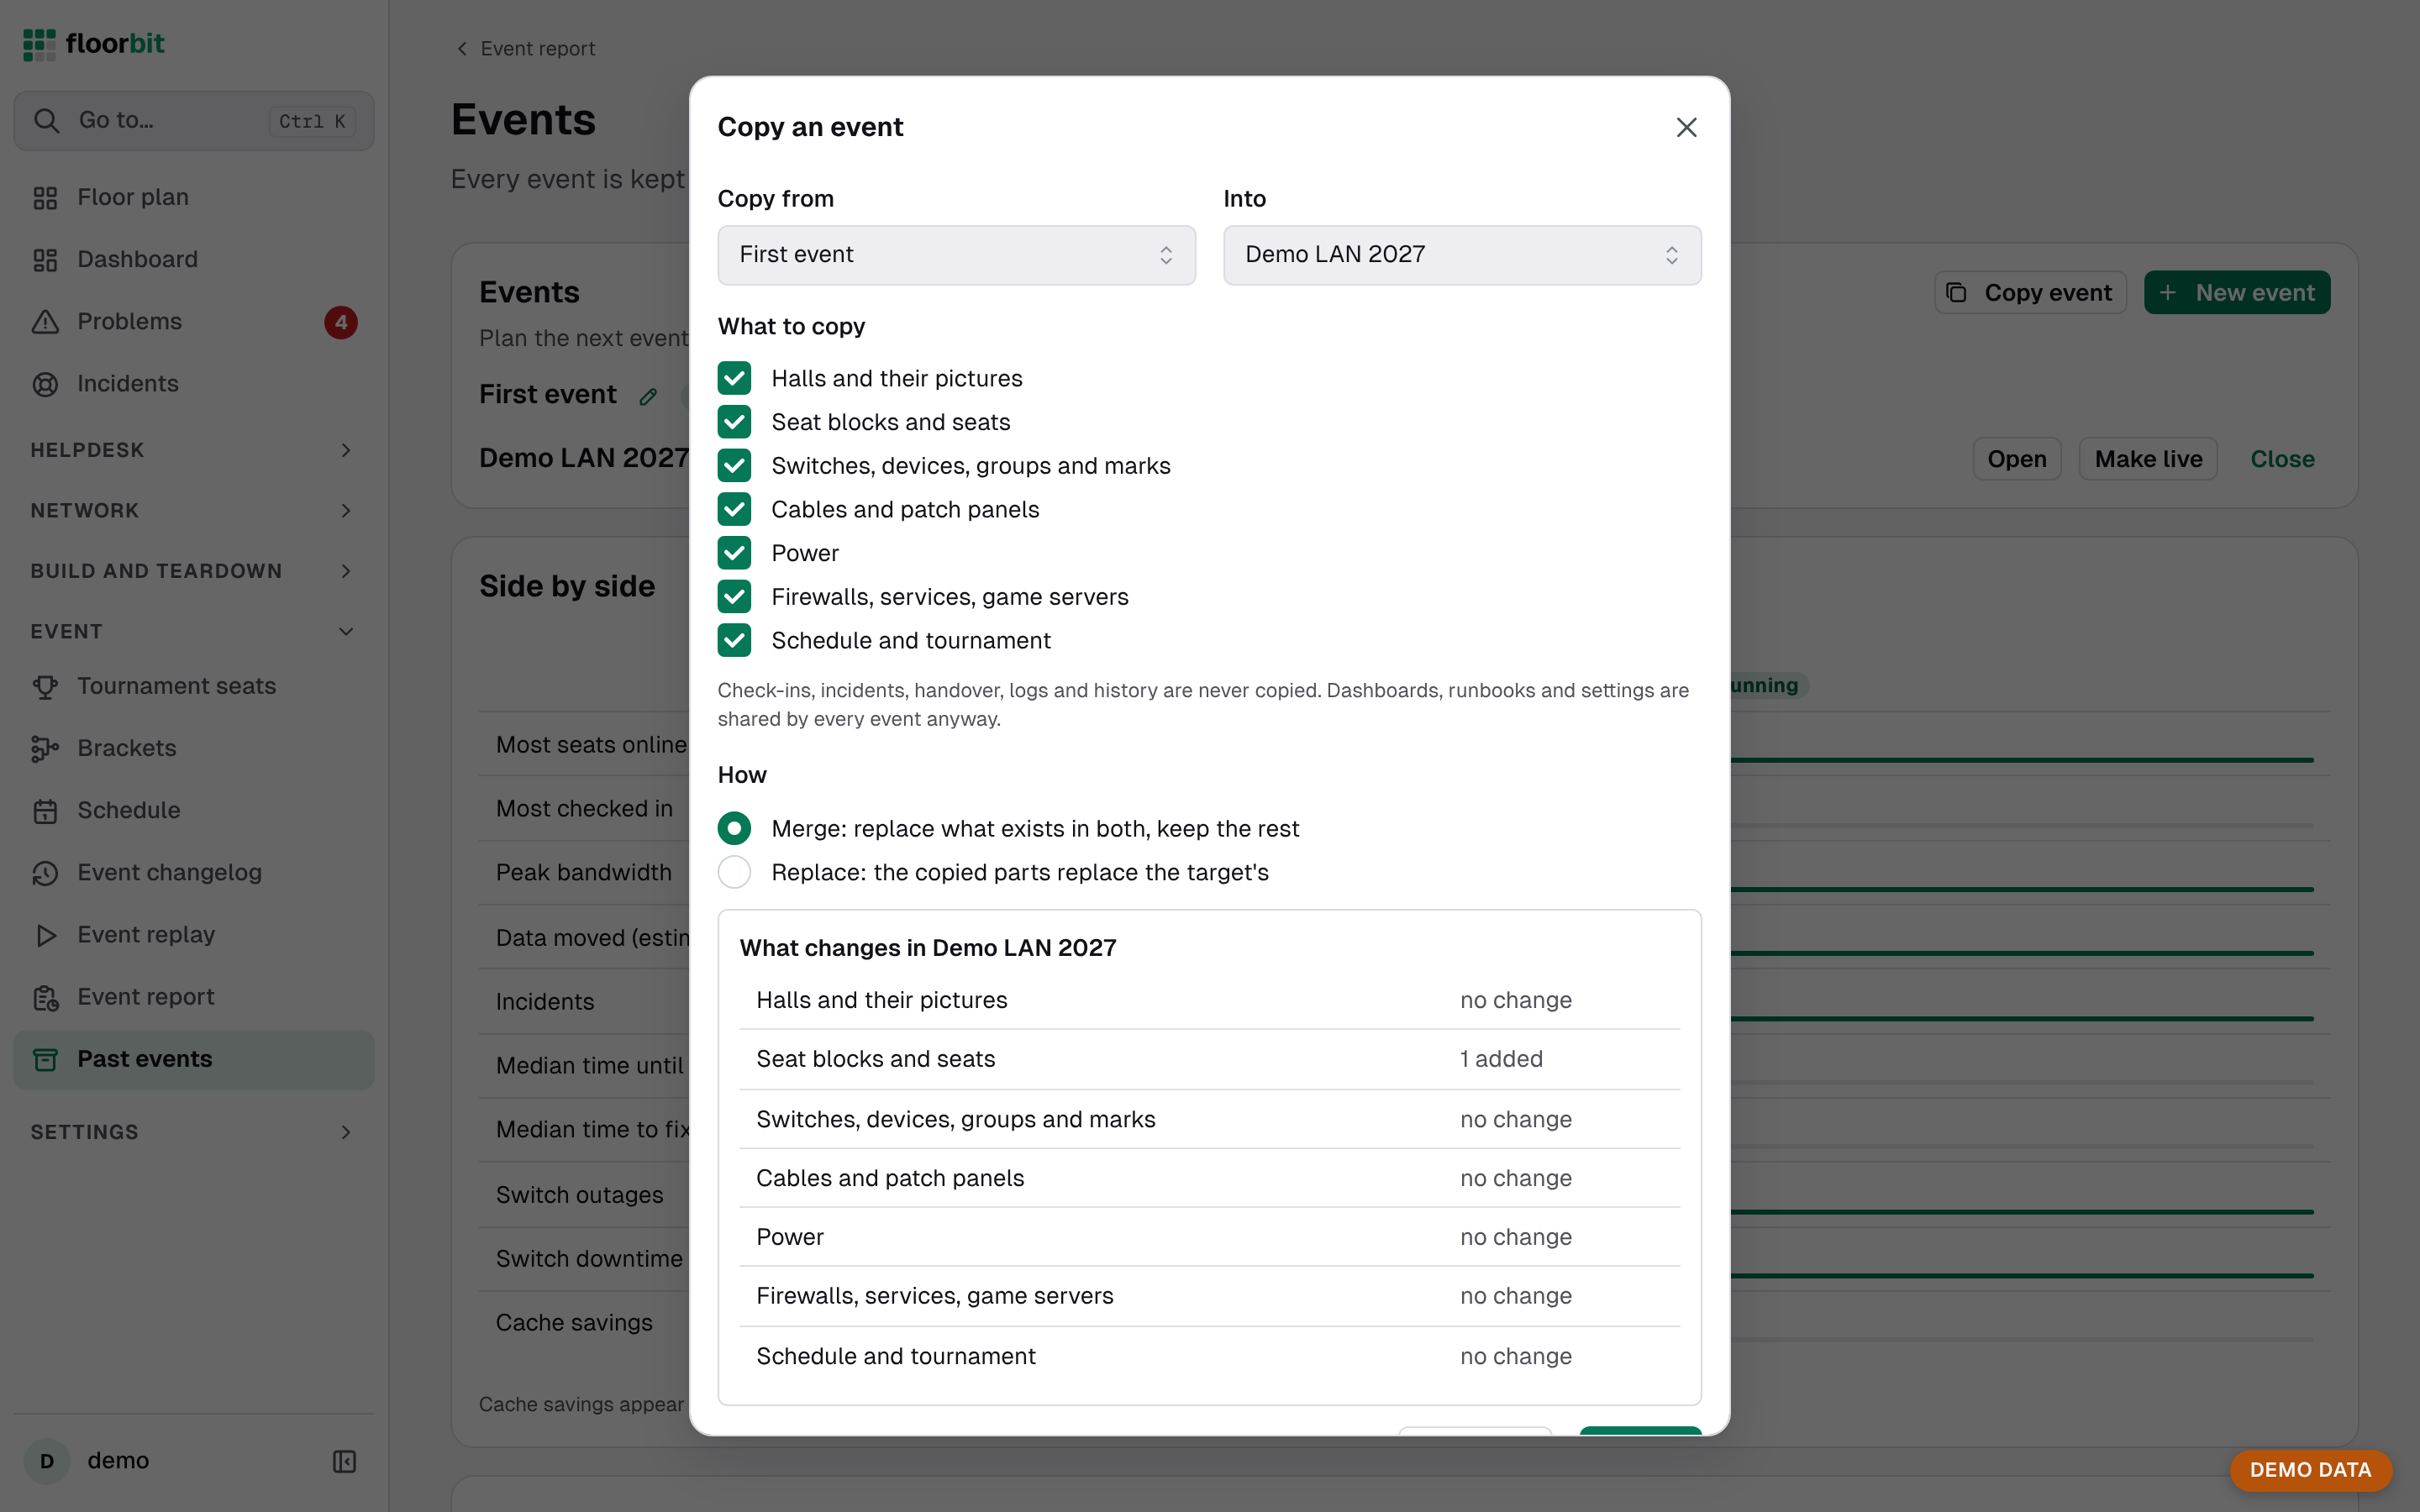 floorbit
Go to...
Ctrl K
Floor plan
Dashboard
Problems
4
Incidents
HELPDESK
NETWORK
BUILD AND TEARDOWN
EVENT
Tournament seats
Brackets
Schedule
Event changelog
Event replay
Event report
Past events
SETTINGS
D
demo
Event report
Events
Every event is kept
Events
Plan the next event
Copy event
New event
First event
Demo LAN 2027
Open
Make live
Close
Side by side
unning
Most seats online
Most checked in
Peak bandwidth
Data moved (estim
Incidents
Median time until
Median time to fix
Switch outages
Switch downtime
Cache savings
Cache savings appear
Copy an event
Copy from
Into
First event
Demo LAN 2027
What to copy
Halls and their pictures
Seat blocks and seats
Switches, devices, groups and marks
Cables and patch panels
Power
Firewalls, services, game servers
Schedule and tournament
Check-ins, incidents, handover, logs and history are never copied. Dashboards, runbooks and settings are
shared by every event anyway.
How
Merge: replace what exists in both, keep the rest
Replace: the copied parts replace the target's
What changes in Demo LAN 2027
Halls and their pictures no change
Seat blocks and seats 1 added
Switches, devices, groups and marks no change
Cables and patch panels no change
Power no change
Firewalls, services, game servers no change
Schedule and tournament no change
DEMO DATA